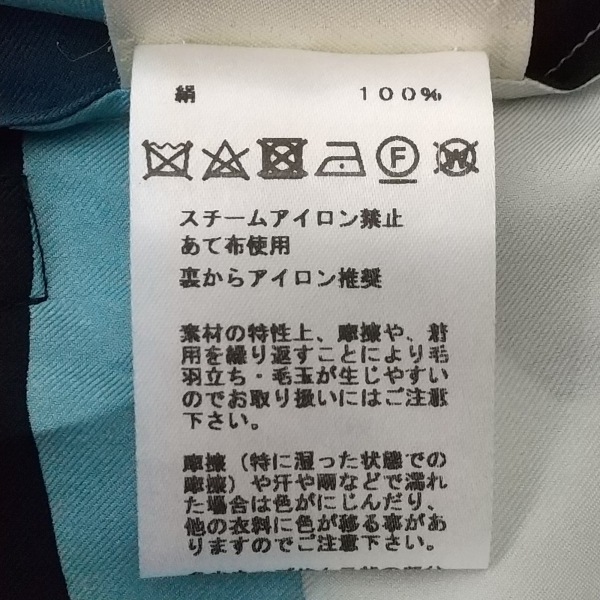 絹 100%
F W
スチームアイロン禁止
あて布使用
裏からアイロン推奨
素材の特性上、摩擦や、着
用を繰り返すことにより毛
羽立ち・毛玉が生じやすい
のでお取り扱いにはご注意
下さい。
摩擦（特に湿った状態での
摩擦）や汗や雨などで濡れ
た場合は色がにじんだり、
他の衣料に色が移る事があ
りますのでご注意下さい。